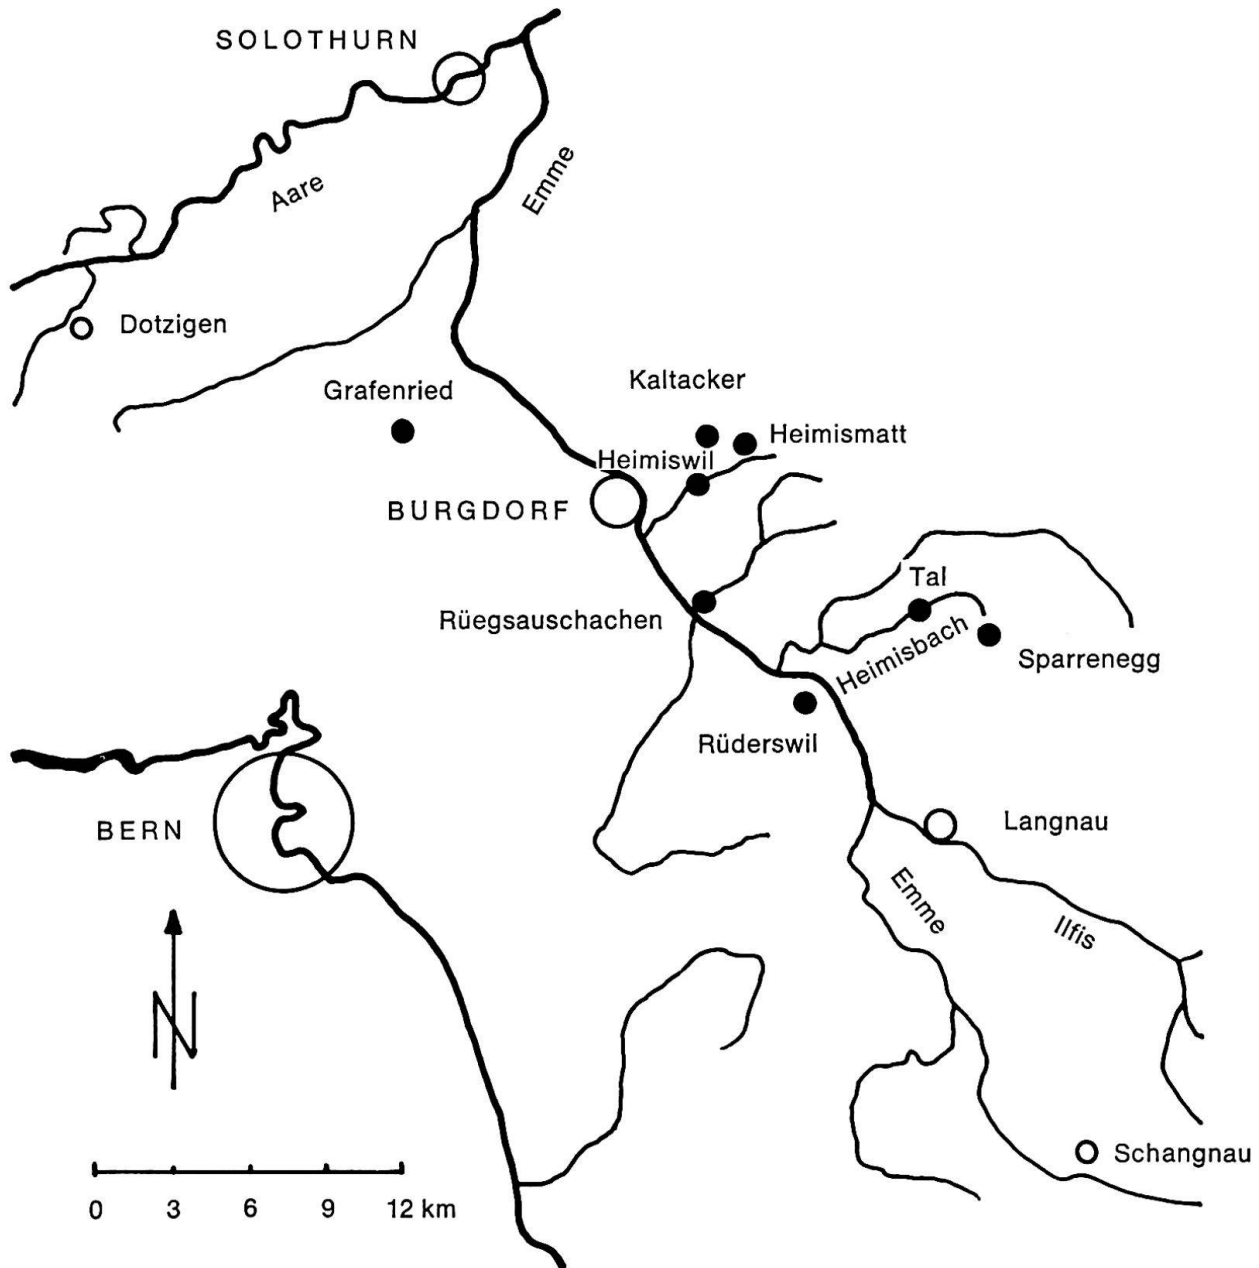 SOLOTHURN
Emme
Aare
Dotzigen
Kaltacker
Grafenried
Heimismatt
Heimiswil
BURGDORF
Tal
Rüegsauschachen
Heimisbach
Sparrenegg
Rüderswil
Langnau
BERN
Emme
Ilfis
N
Schangnau
0 3 6 9 12 km